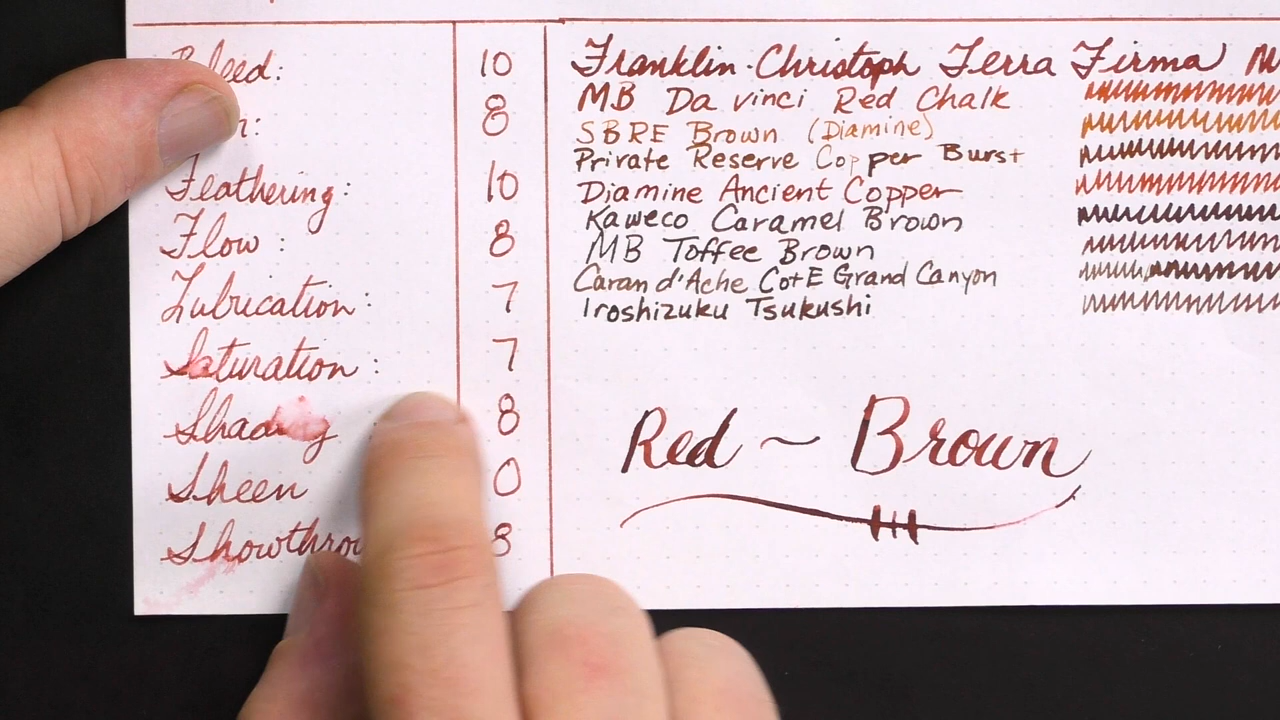 Bleed: 10
8
Feathering: 10
Flow : 8
Lubrication: 7
Saturation : 7
Shading 8
Sheen 0
8
Franklin-Christoph Terra Firma
MB Da vinci Red Chalk
SBRE Brown (Diamine)
Private Reserve Copper Burst
Diamine Ancient Copper
Kaweco Caramel Brown
MB Toffee Brown
Caran d'Ache CotE Grand Canyon
Iroshizuku Tsukushi
Red ~ Brown